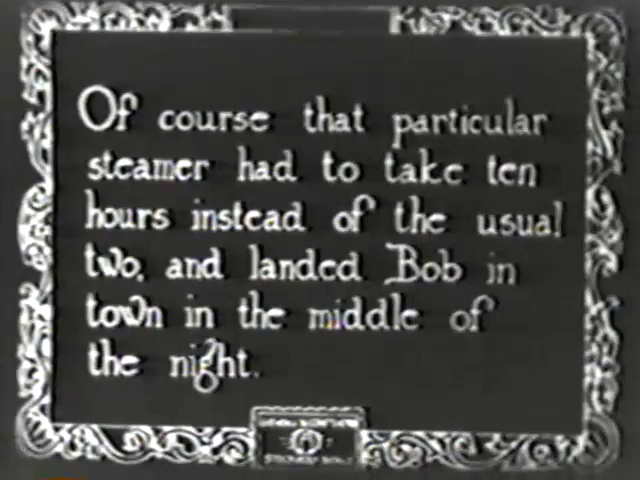 Of course that particular
steamer had to take ten
hours instead of the usual
two, and landed Bob in
town in the middle of
the night.